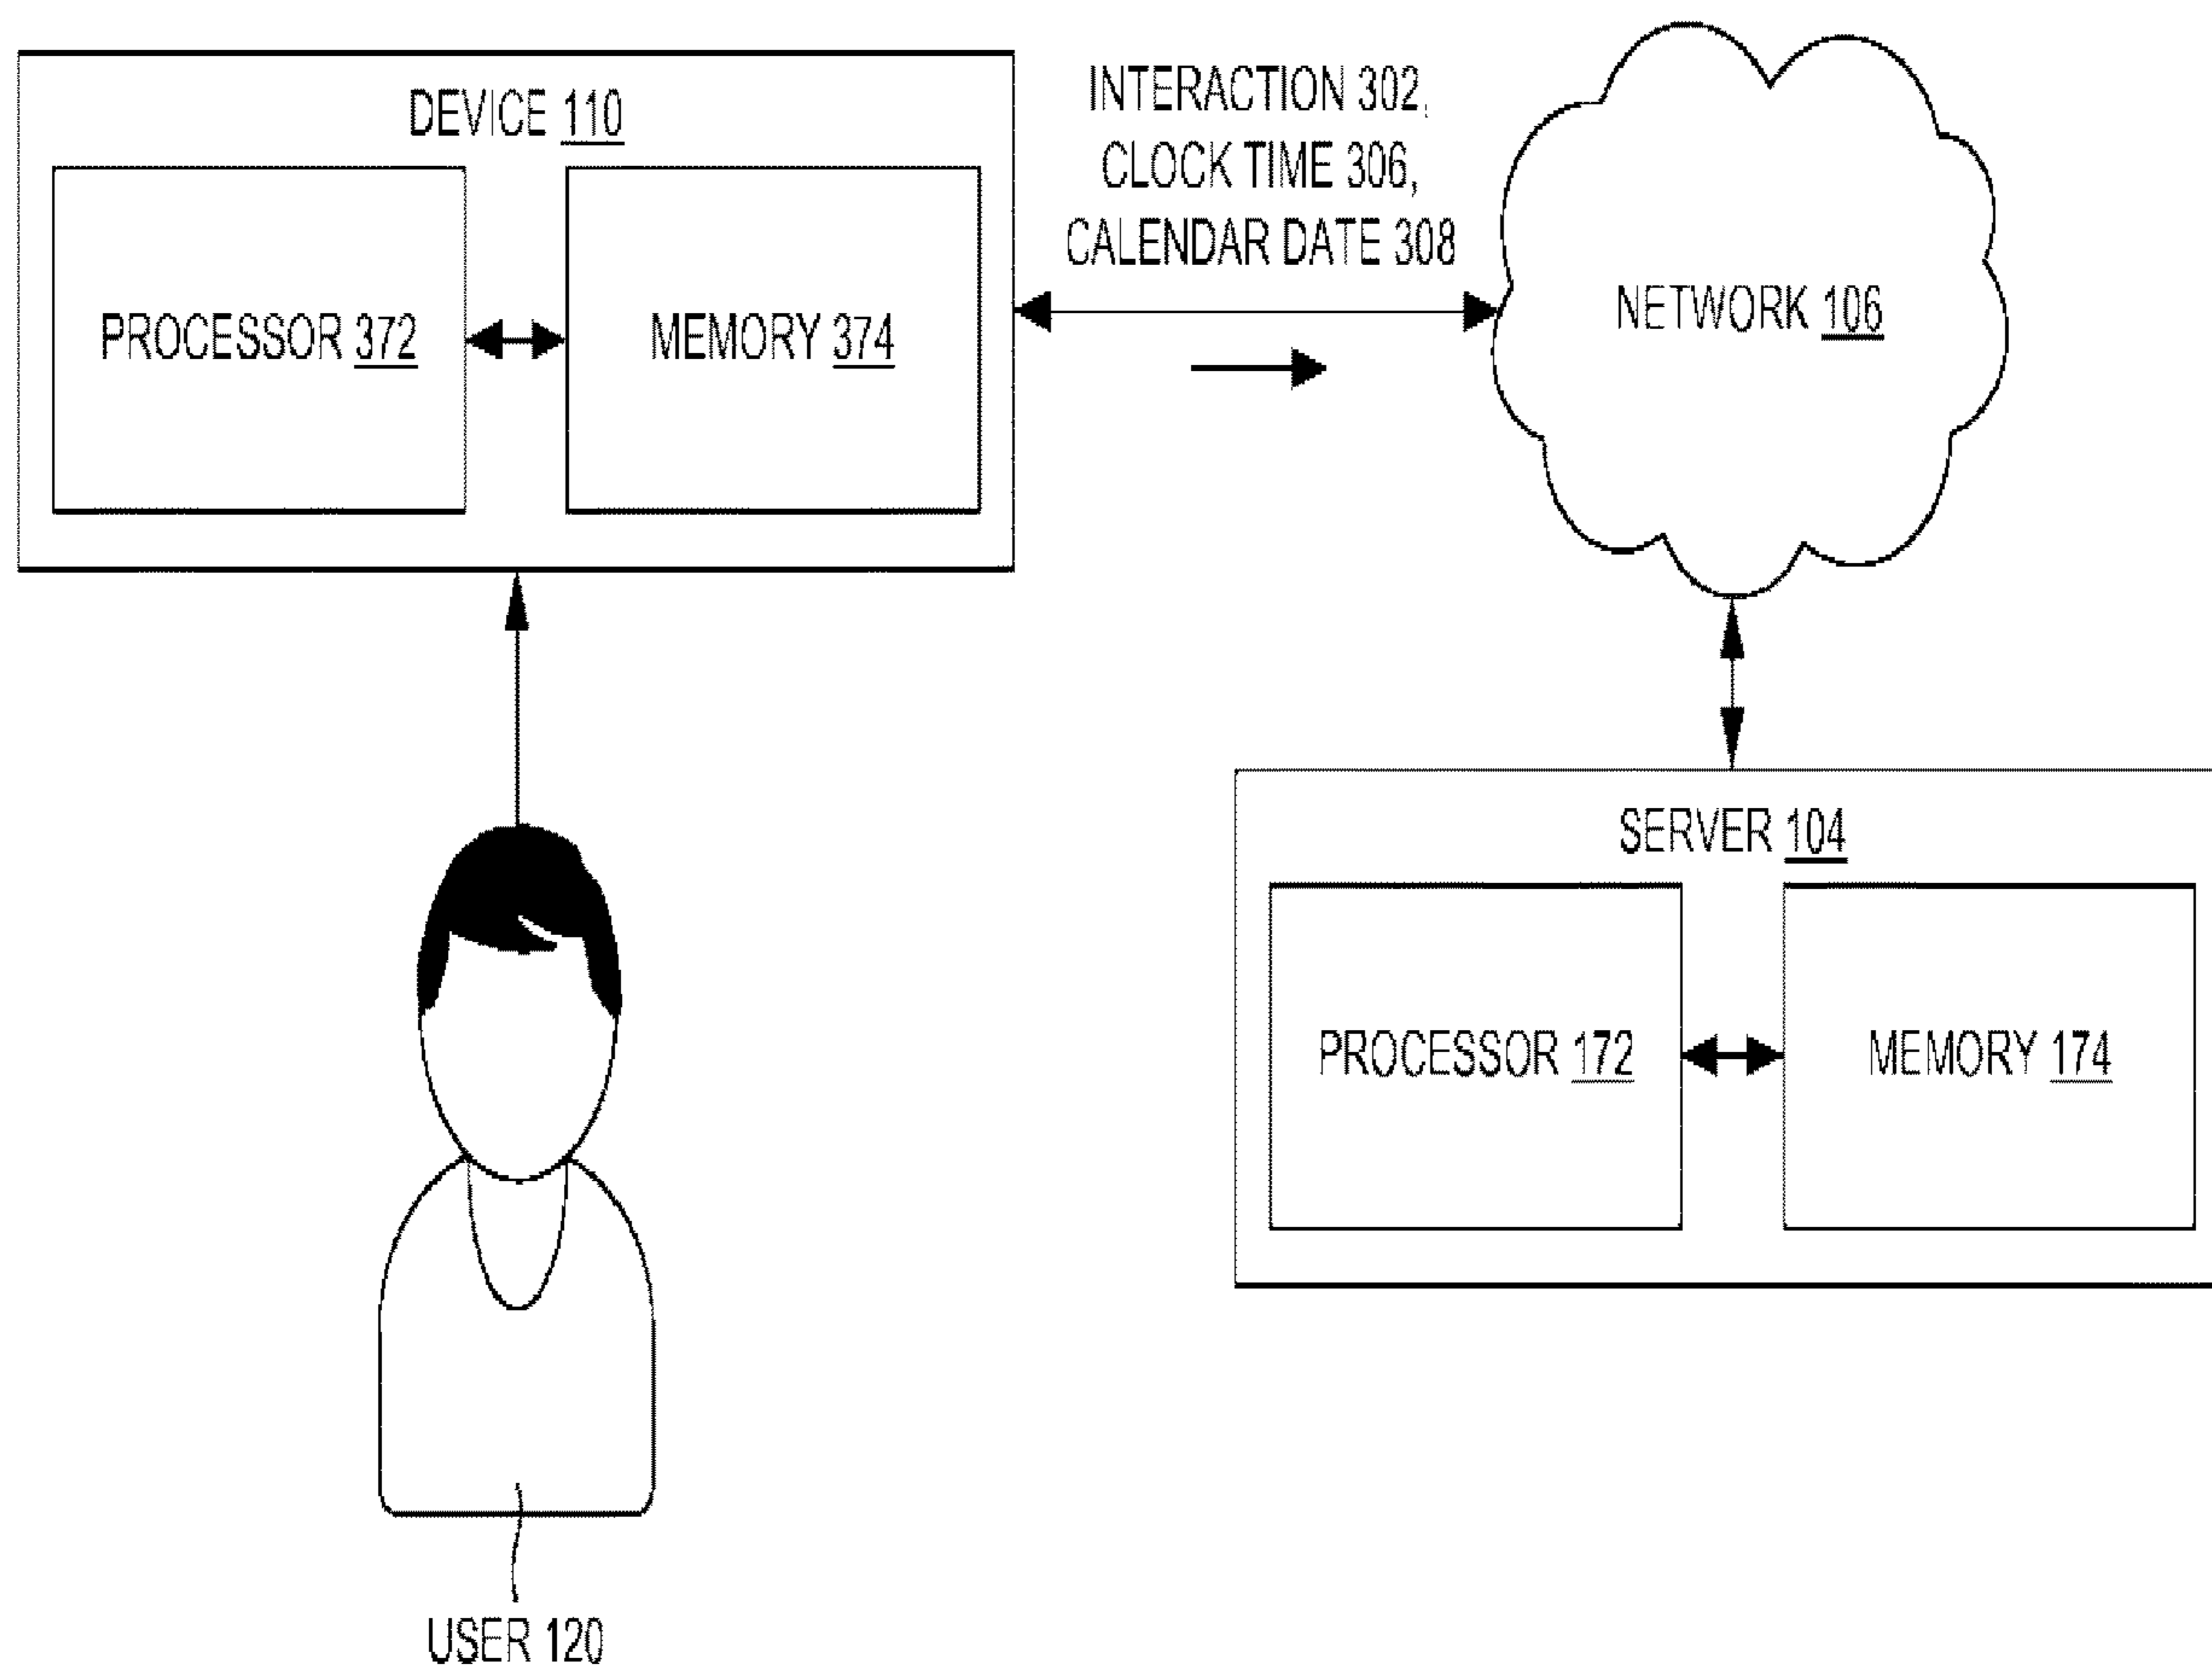 DEVICE 110
PROCESSOR 372
MEMORY 374
INTERACTION 302,
CLOCK TIME 306,
CALENDAR DATE 308
NETWORK 106
SERVER 104
PROCESSOR 172
MEMORY 174
USER 120